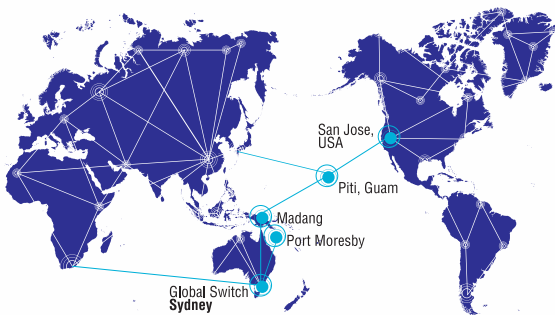 San Jose,
USA
Piti, Guam
Madang
Port Moresby
Global Switch
Sydney